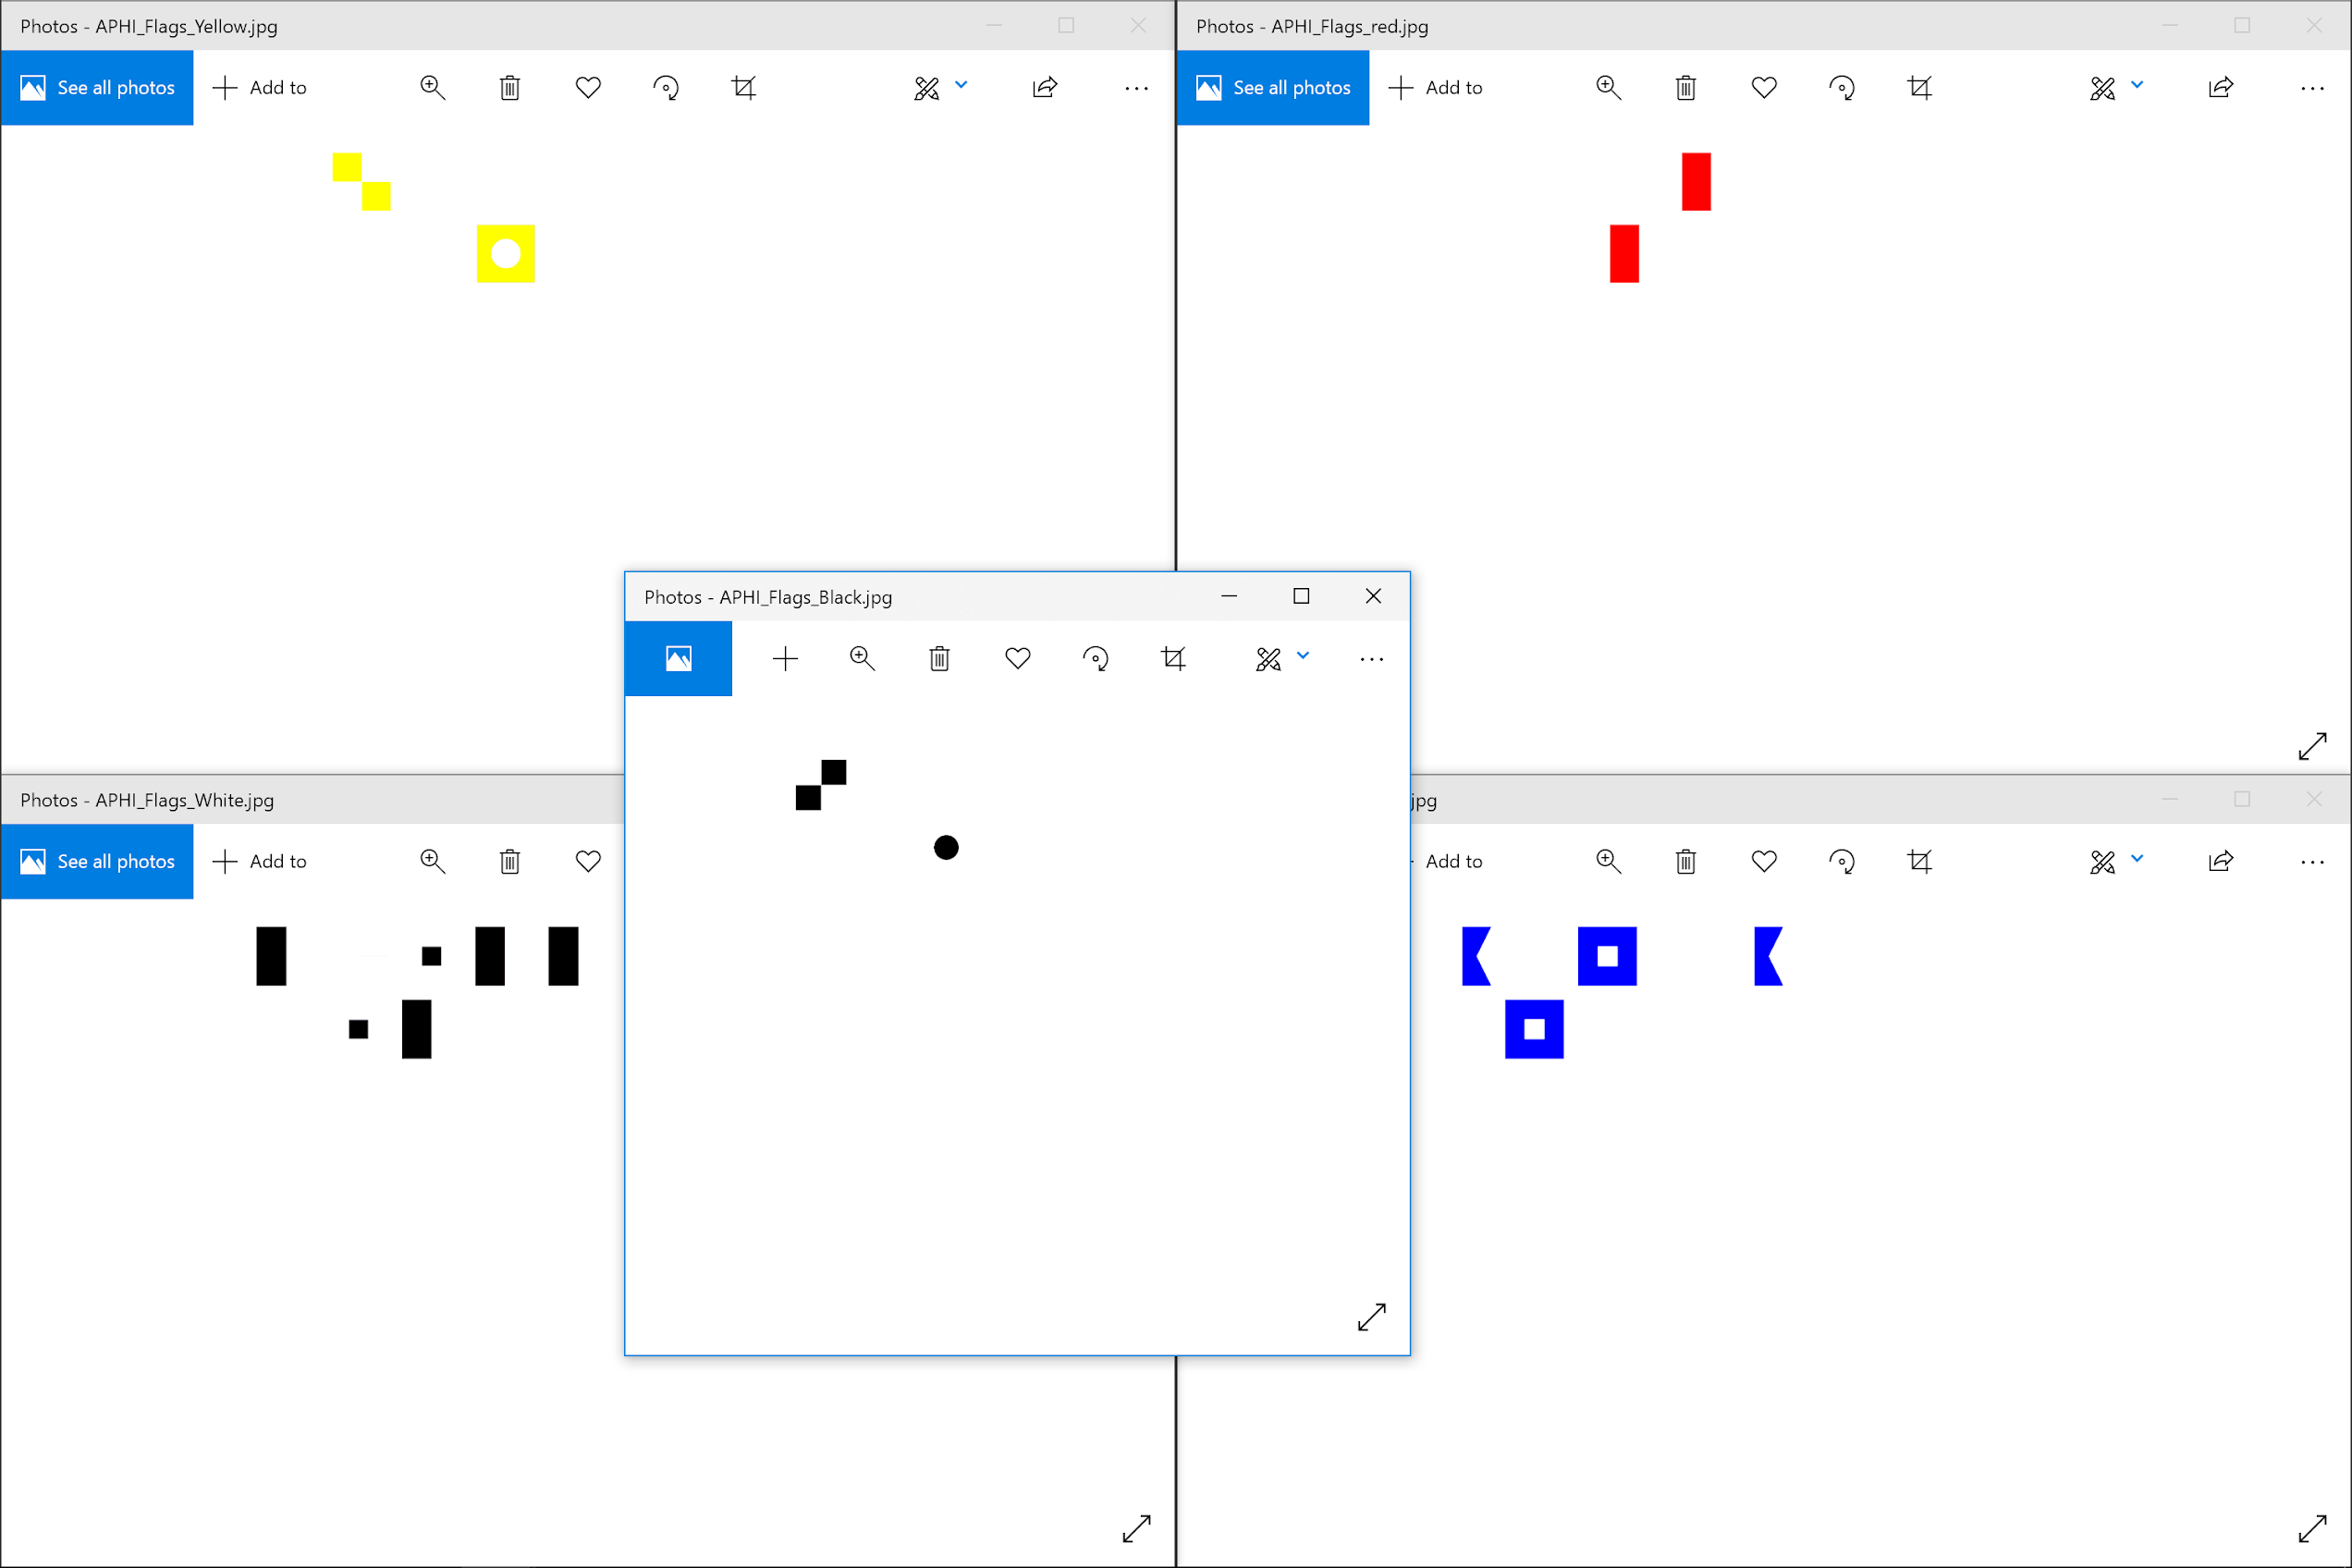 Photos - APHI_Flags_Yellow.jpg
See all photos
Add to
Photos - APHI_Flags_red.jpg
See all photos
Add to
Photos - APHI_Flags_Black.jpg
Photos - APHI_Flags_White.jpg
See all photos
Add to
.jpg
Add to